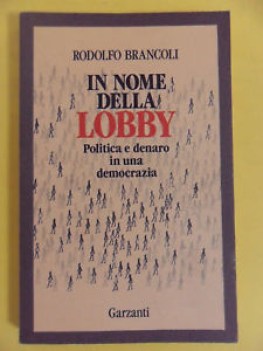 RODOLFO BRANCOLI
IN NOME
DELLA
LOBBY
Politica e denaro
in una
democrazia
Garzanti